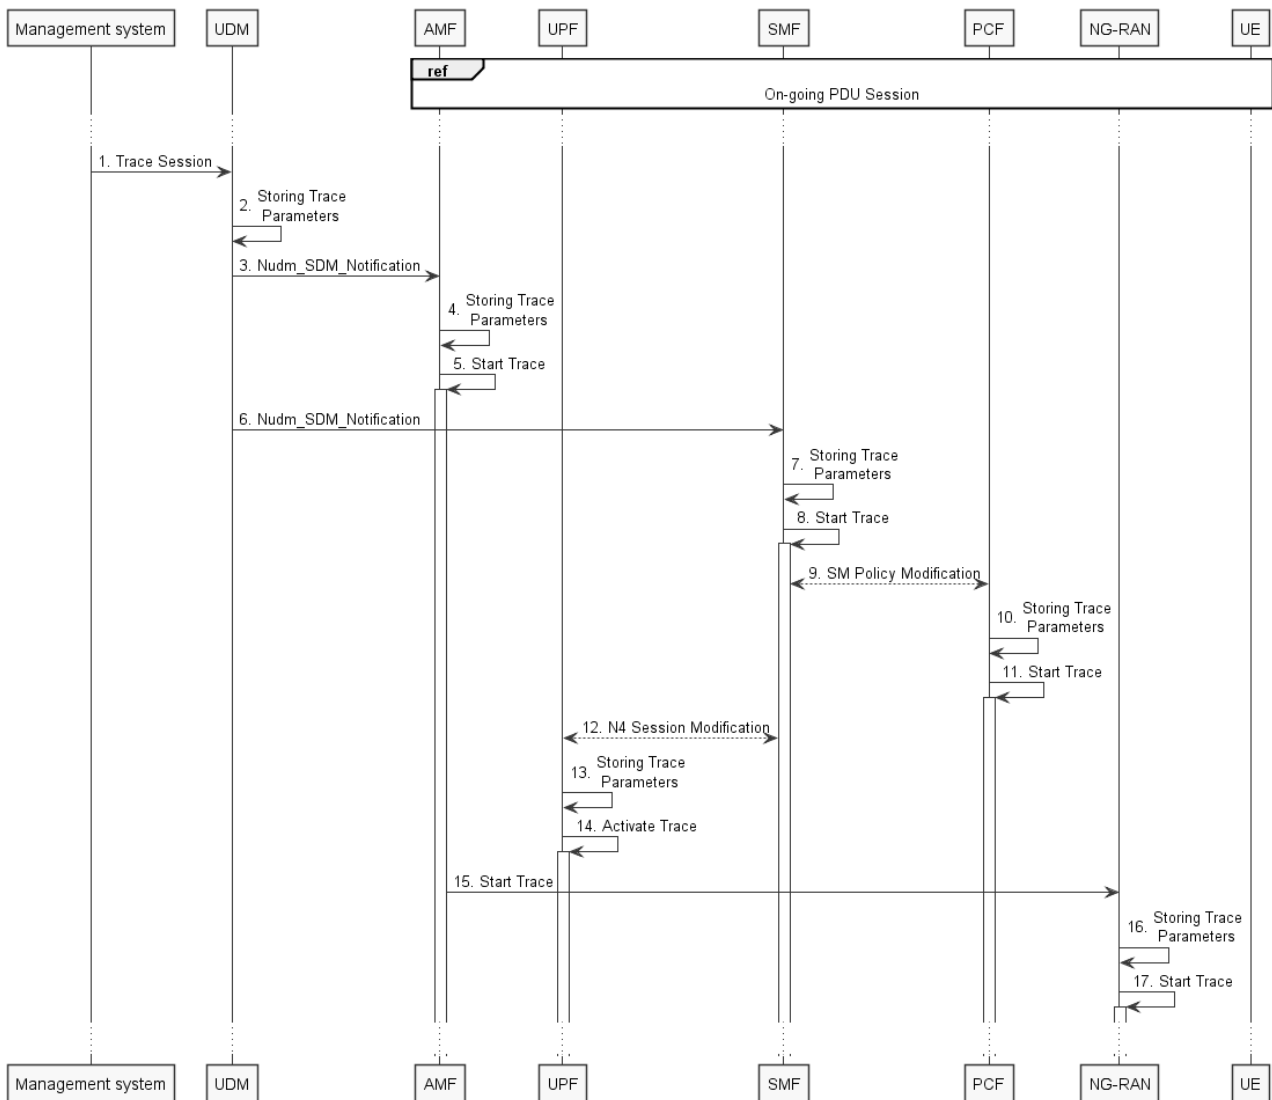 Management system
UDM
AMF
UPF
SMF
PCF
NG-RAN
UE
ref
On-going PDU Session
1. Trace Session
2. Storing Trace
Parameters
3. Nudm_SDM_Notification
4. Storing Trace
Parameters
5. Start Trace
6. Nudm_SDM_Notification
7. Storing Trace
Parameters
8. Start Trace
9. SM Policy Modification
10. Storing Trace
Parameters
11. Start Trace
12. N4 Session Modification
13. Storing Trace
Parameters
14. Activate Trace
15. Start Trace
16. Storing Trace
Parameters
17. Start Trace
Management system
UDM
AMF
UPF
SMF
PCF
NG-RAN
UE